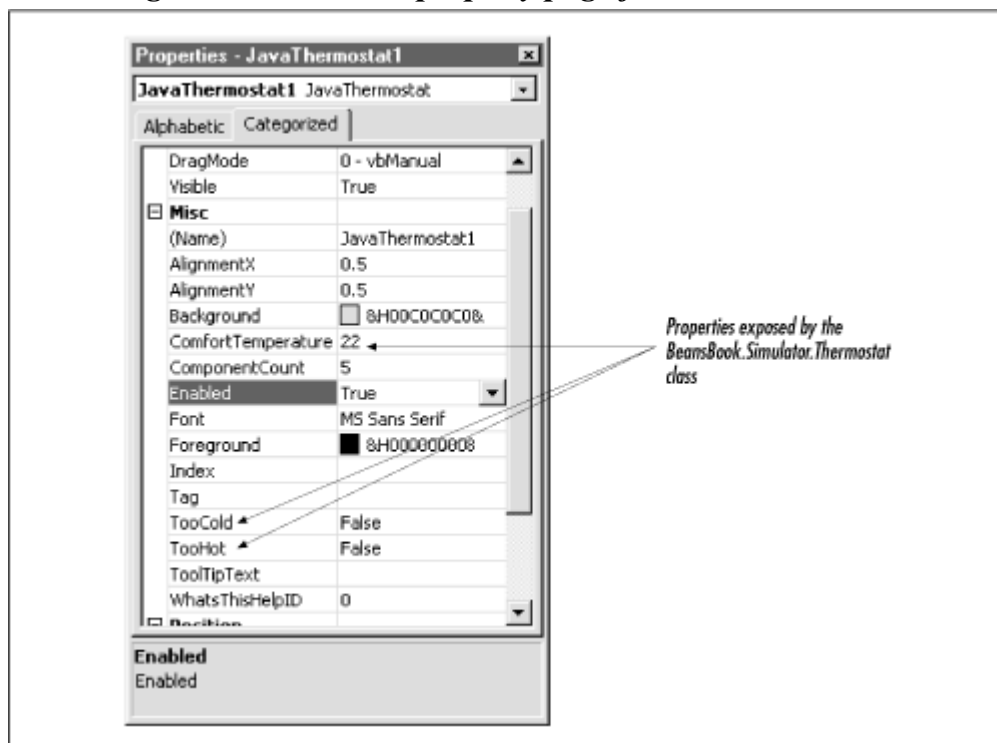 Properties - JavaThermostat1
JavaThermostat1 JavaThermostat
Alphabetic Categorized
DragMode 0 - vbManual
Visible True
Misc
(Name) JavaThermostat1
AlignmentX 0.5
AlignmentY 0.5
Background &H00C0C0C0&
ComfortTemperature 22
ComponentCount 5
Enabled True
Font MS Sans Serif
Foreground &H000000008
Index
Tag
TooCold False
TooHot False
ToolTipText
WhatsThisHelpID 0
Position
Enabled
Enabled
Properties exposed by the
BeansBook.Simulator.Thermostat
class